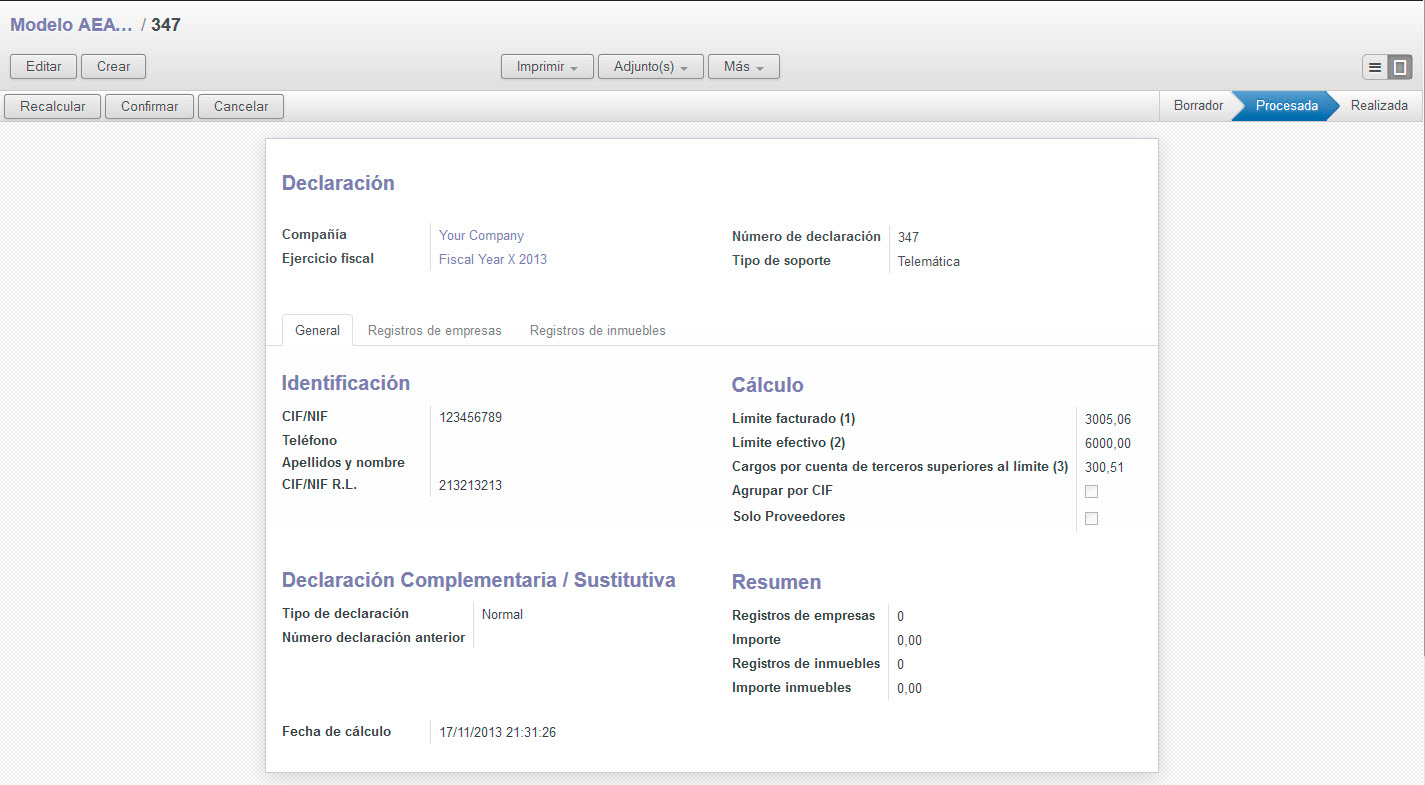 Modelo AEA... / 347
Editar Crear Imprimir Adjunto(s) Más
Recalcular Confirmar Cancelar Borrador Procesada Realizada
Declaración
Compañía Your Company
Número de declaración 347
Ejercicio fiscal Fiscal Year X 2013
Tipo de soporte Telemática
General Registros de empresas Registros de inmuebles
Identificación
CIF/NIF 123456789
Teléfono
Apellidos y nombre
CIF/NIF R.L. 213213213
Cálculo
Límite facturado (1) 3005,06
Límite efectivo (2) 6000,00
Cargos por cuenta de terceros superiores al límite (3) 300,51
Agrupar por CIF
Solo Proveedores
Declaración Complementaria / Sustitutiva
Tipo de declaración Normal
Número declaración anterior
Resumen
Registros de empresas 0
Importe 0,00
Registros de inmuebles 0
Importe inmuebles 0,00
Fecha de cálculo 17/11/2013 21:31:26